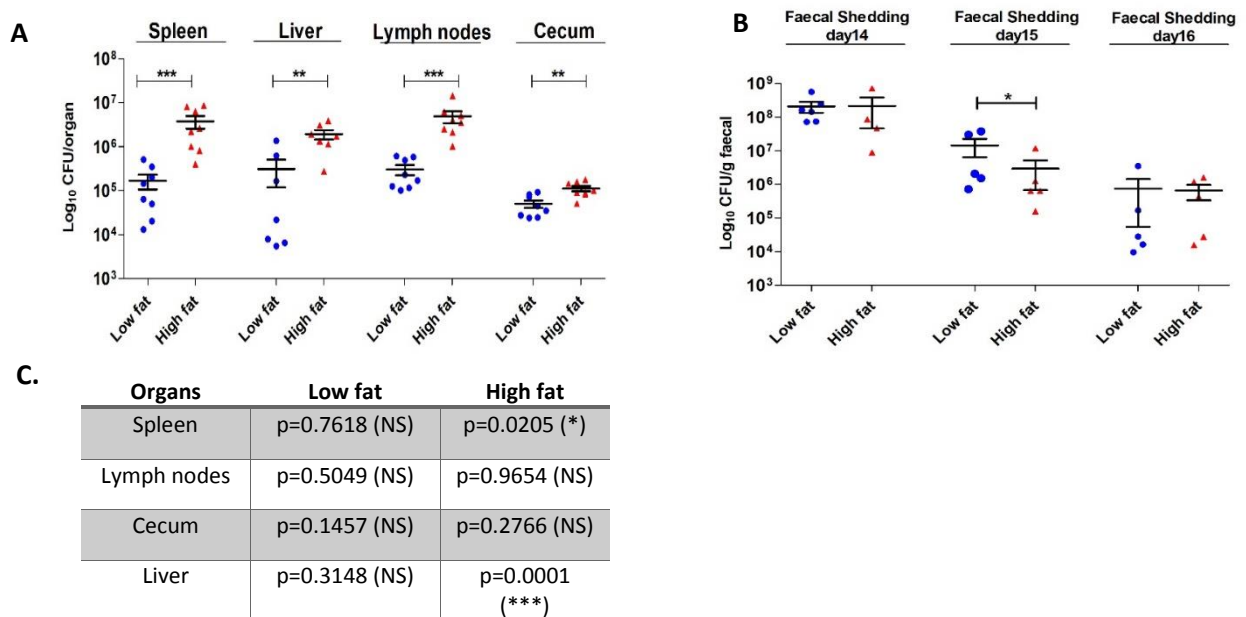 A
Spleen Liver Lymph nodes Cecum
*** ** *** **
Log₁₀ CFU/organ
10⁸
10⁷
10⁶
10⁵
10⁴
10³
Low fat High fat Low fat High fat Low fat High fat Low fat High fat
B
Faecal Shedding day14
Faecal Shedding day15
Faecal Shedding day16
*
Log₁₀ CFU/g faecal
10⁹
10⁸
10⁷
10⁶
10⁵
10⁴
10³
Low fat High fat Low fat High fat Low fat High fat
C.
Organs Low fat High fat
Spleen p=0.7618 (NS) p=0.0205 (*)
Lymph nodes p=0.5049 (NS) p=0.9654 (NS)
Cecum p=0.1457 (NS) p=0.2766 (NS)
Liver p=0.3148 (NS) p=0.0001
(***)